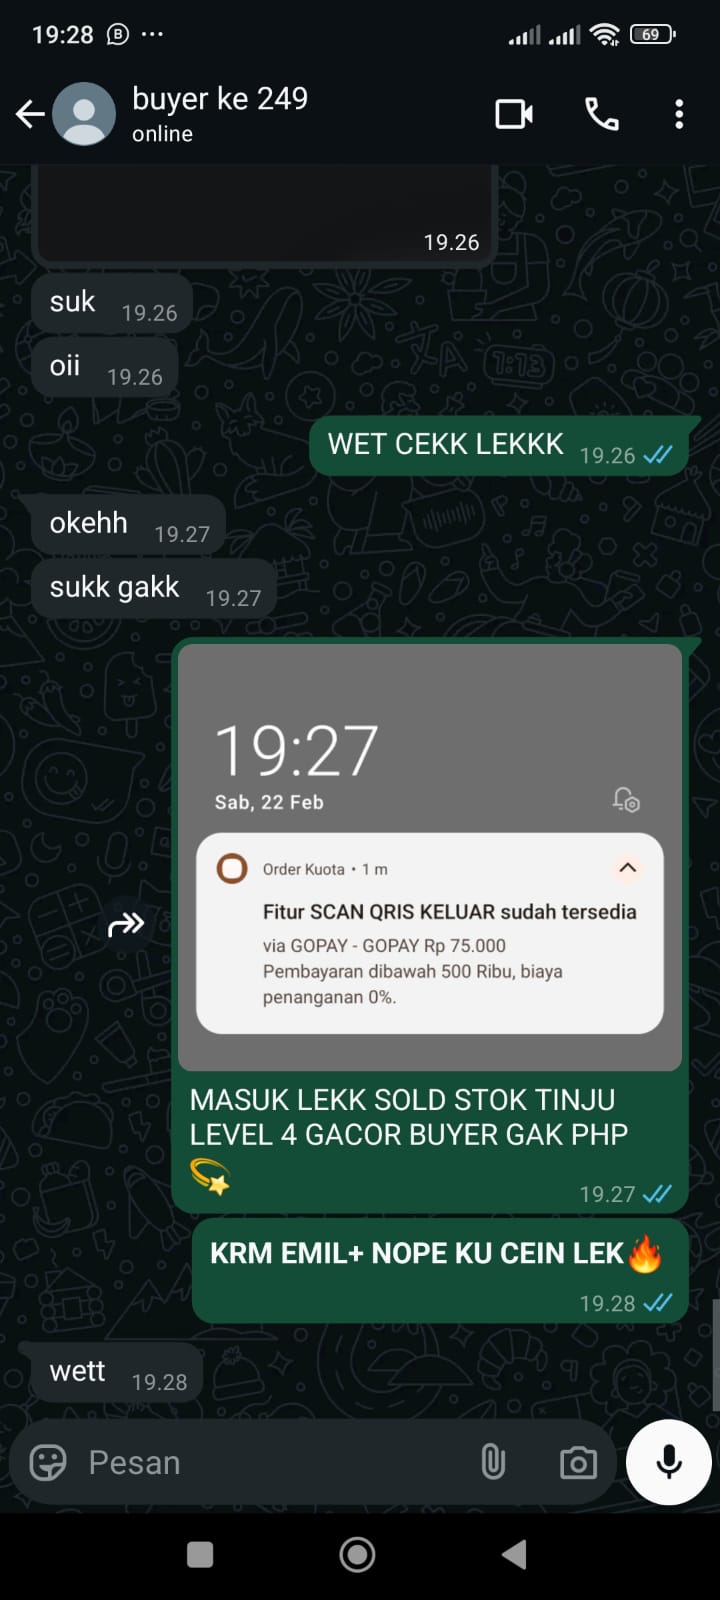 19:28
69
buyer ke 249
online
19.26
suk 19.26
oii 19.26
WET CEKK LEKKK 19.26
okehh 19.27
sukk gakk 19.27
19:27
Sab, 22 Feb
Order Kuota • 1 m
Fitur SCAN QRIS KELUAR sudah tersedia
via GOPAY - GOPAY Rp 75.000
Pembayaran dibawah 500 Ribu, biaya
penanganan 0%.
MASUK LEKK SOLD STOK TINJU
LEVEL 4 GACOR BUYER GAK PHP
💫
19.27
KRM EMIL+ NOPE KU CEIN LEK🔥
19.28
wett 19.28
Pesan